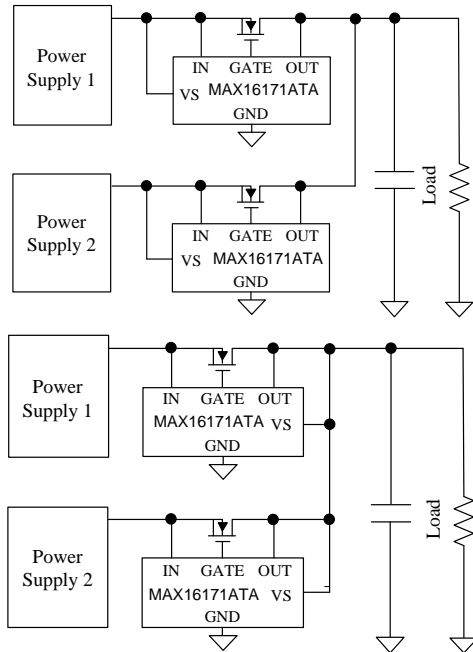 Power
Supply 1
IN GATE OUT
MAX16171ATA
VS
GND
Power
Supply 2
IN GATE OUT
VS MAX16171ATA
GND
Load
Power
Supply 1
IN GATE OUT
MAX16171ATA VS
GND
Power
Supply 2
IN GATE OUT
MAX16171ATA VS
GND
Load